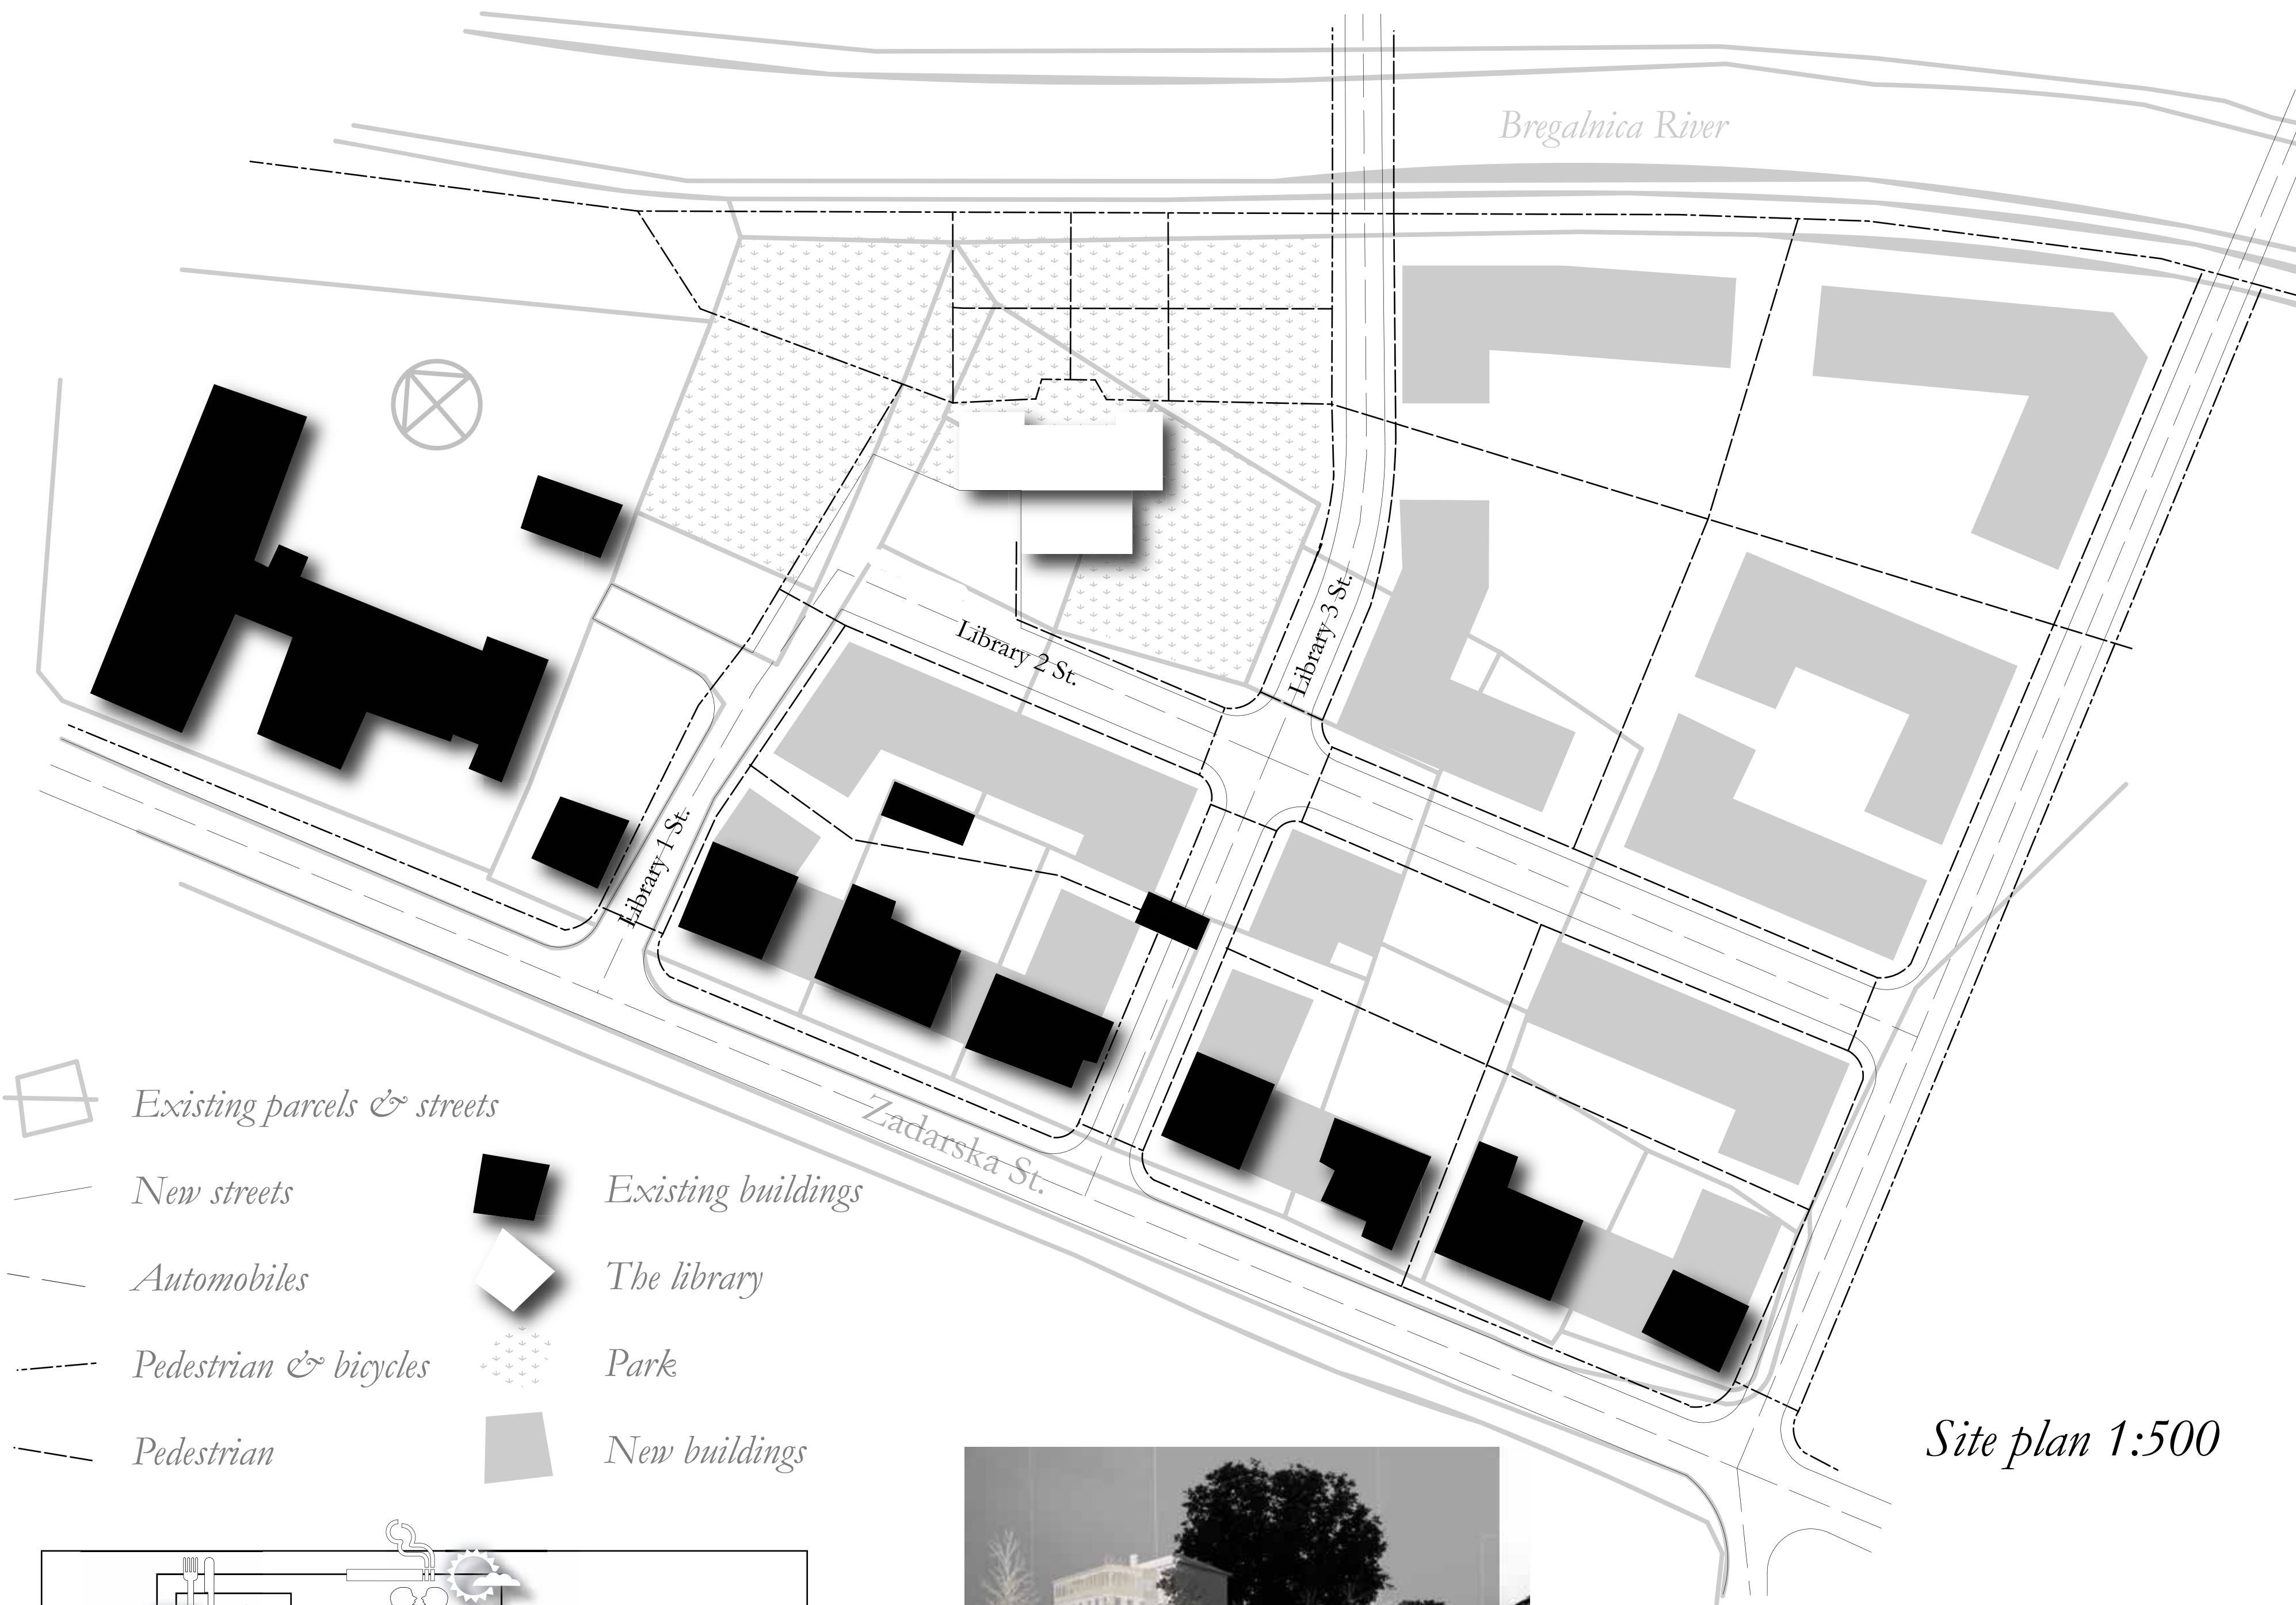 Bregalnica River
Library 3 St.
Library 2 St.
Library 1 St.
Zadarska St.
Existing parcels & streets
New streets
Automobiles
Pedestrian & bicycles
Pedestrian
Existing buildings
The library
Park
New buildings
Site plan 1:500